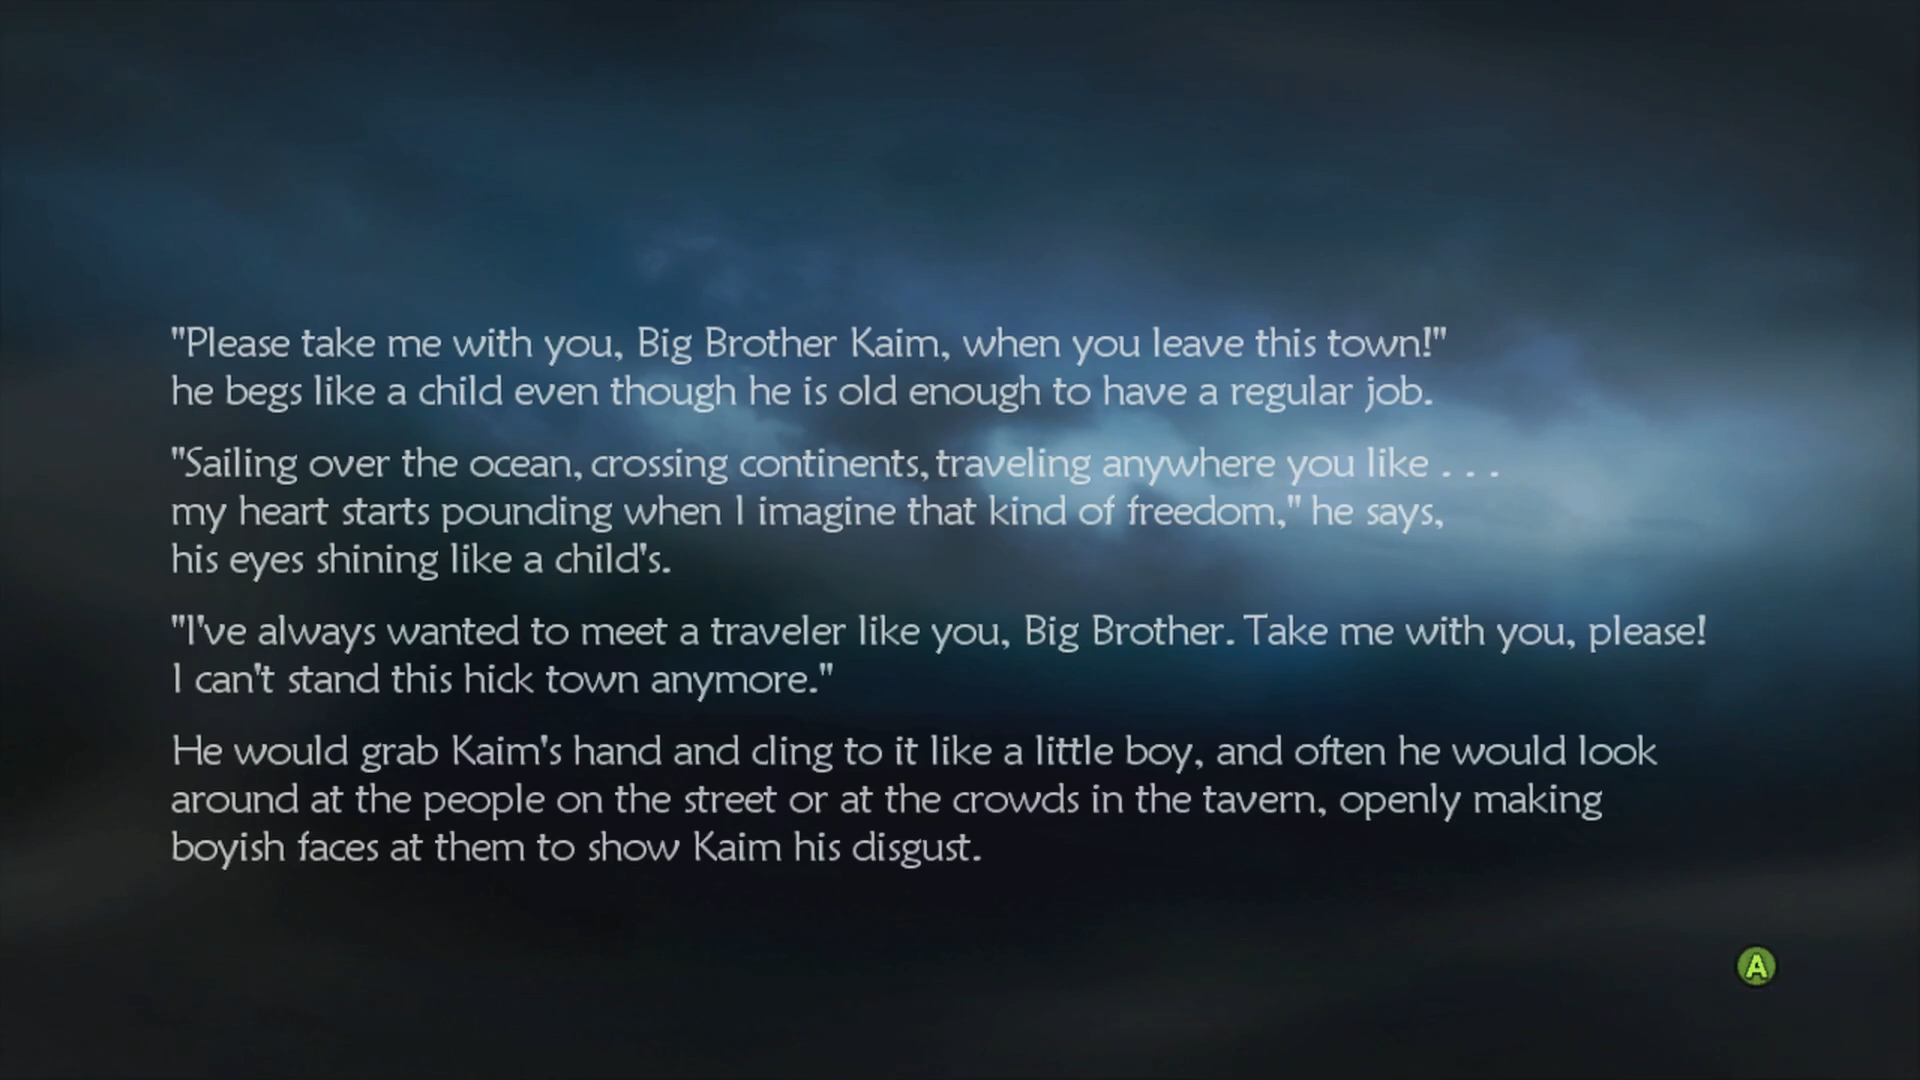 "Please take me with you, Big Brother Kaim, when you leave this town!"
he begs like a child even though he is old enough to have a regular job.
"Sailing over the ocean, crossing continents, traveling anywhere you like . . .
my heart starts pounding when I imagine that kind of freedom," he says,
his eyes shining like a child's.
"I've always wanted to meet a traveler like you, Big Brother. Take me with you, please!
I can't stand this hick town anymore."
He would grab Kaim's hand and cling to it like a little boy, and often he would look
around at the people on the street or at the crowds in the tavern, openly making
boyish faces at them to show Kaim his disgust.
A